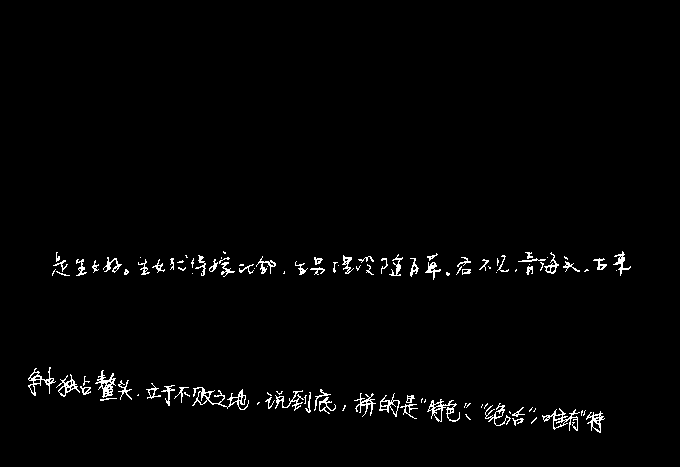 是生女好。生女犹得嫁比邻,生男埋没随百草。君不见,青海头,古来
争中独占鳌头,立于不败之地,说到底,拼的是“特色”、“绝活”,唯有“特